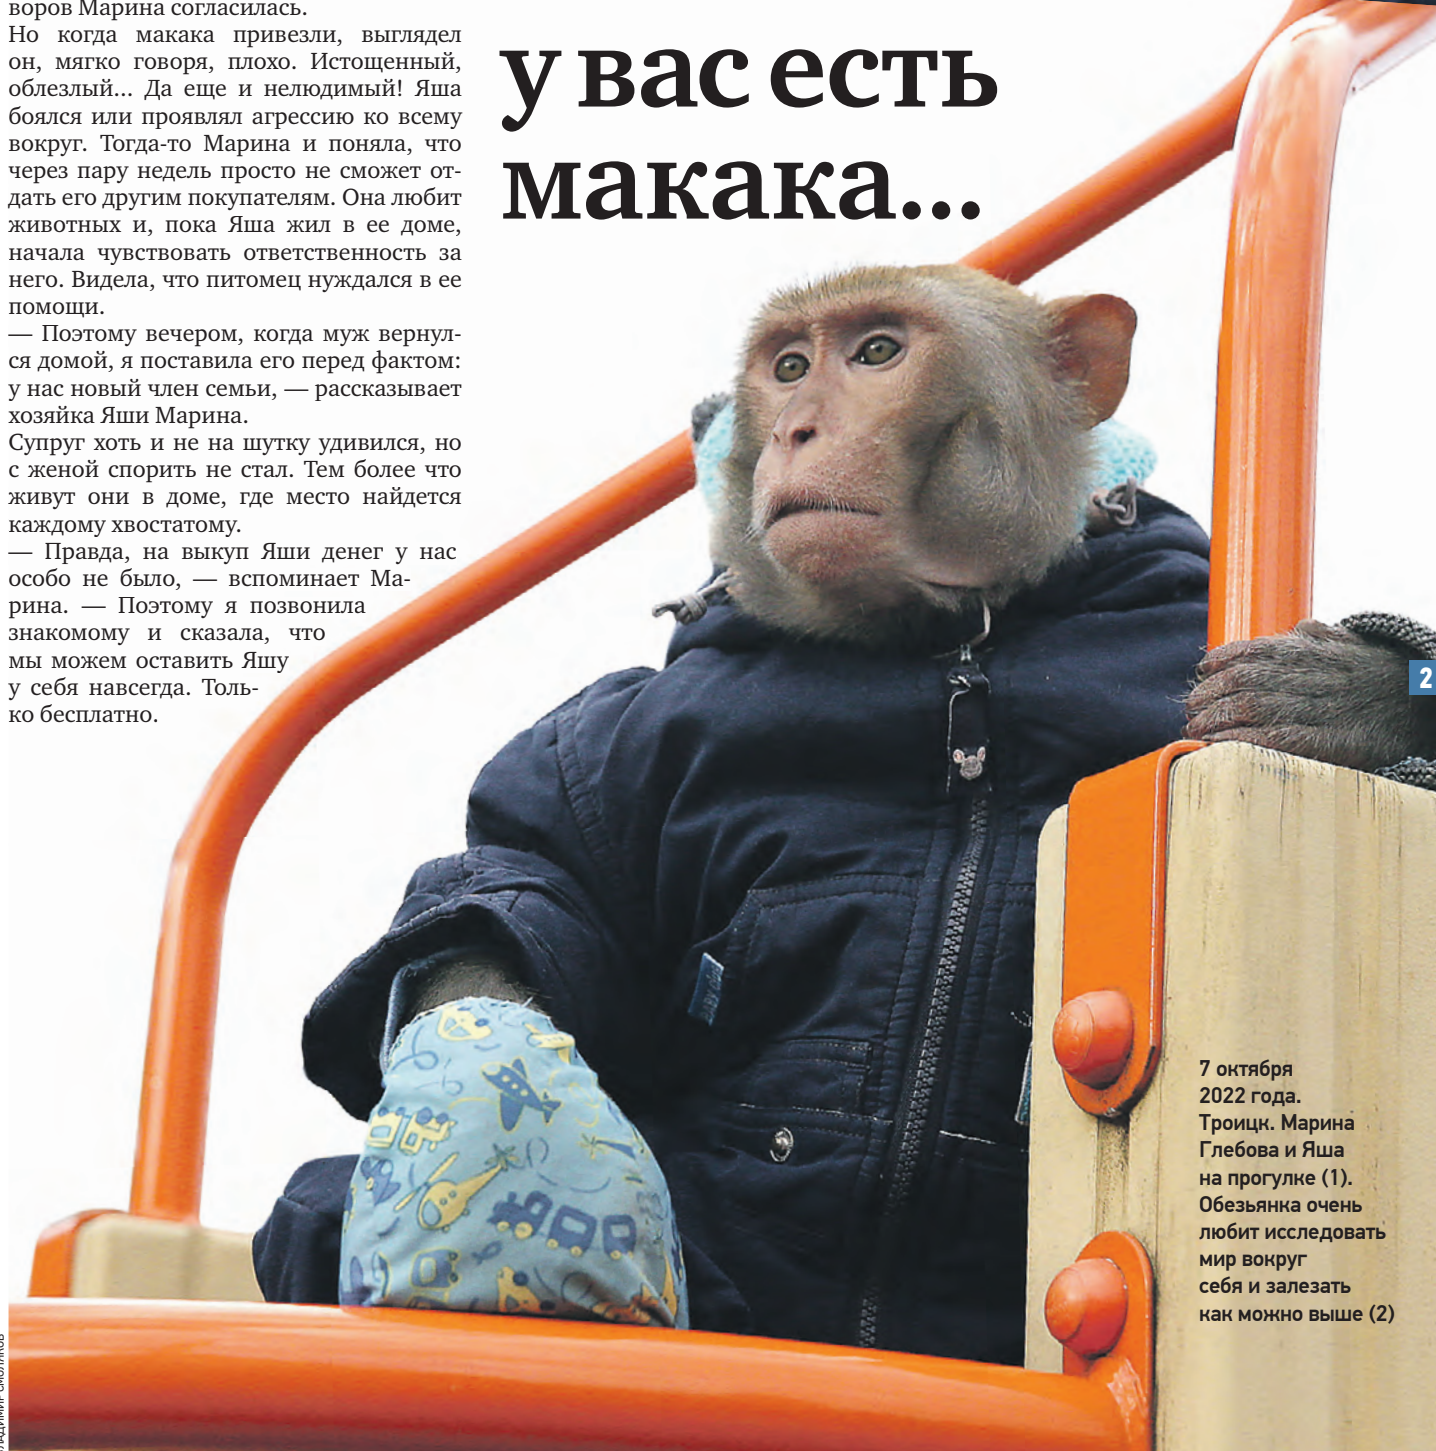 воров Марина согласилась.
Но когда макака привезли, выглядел
он, мягко говоря, плохо. Истощенный,
облезлый... Да еще и нелюдимый! Яша
боялся или проявлял агрессию ко всему
вокруг. Тогда-то Марина и поняла, что
через пару недель просто не сможет от-
дать его другим покупателям. Она любит
животных и, пока Яша жил в ее доме,
начала чувствовать ответственность за
него. Видела, что питомец нуждался в ее
помощи.
— Поэтому вечером, когда муж вернул-
ся домой, я поставила его перед фактом:
у нас новый член семьи, — рассказывает
хозяйка Яши Марина.
Супруг хоть и не на шутку удивился, но
с женой спорить не стал. Тем более что
живут они в доме, где место найдется
каждому хвостатому.
— Правда, на выкуп Яши денег у нас
особо не было, — вспоминает Ма-
рина. — Поэтому я позвонила
знакомому и сказала, что
мы можем оставить Яшу
у себя навсегда. Толь-
ко бесплатно.
у вас есть
макака...
2
7 октября
2022 года.
Троицк. Марина
Глебова и Яша
на прогулке (1).
Обезьянка очень
любит исследовать
мир вокруг
себя и залезать
как можно выше (2)